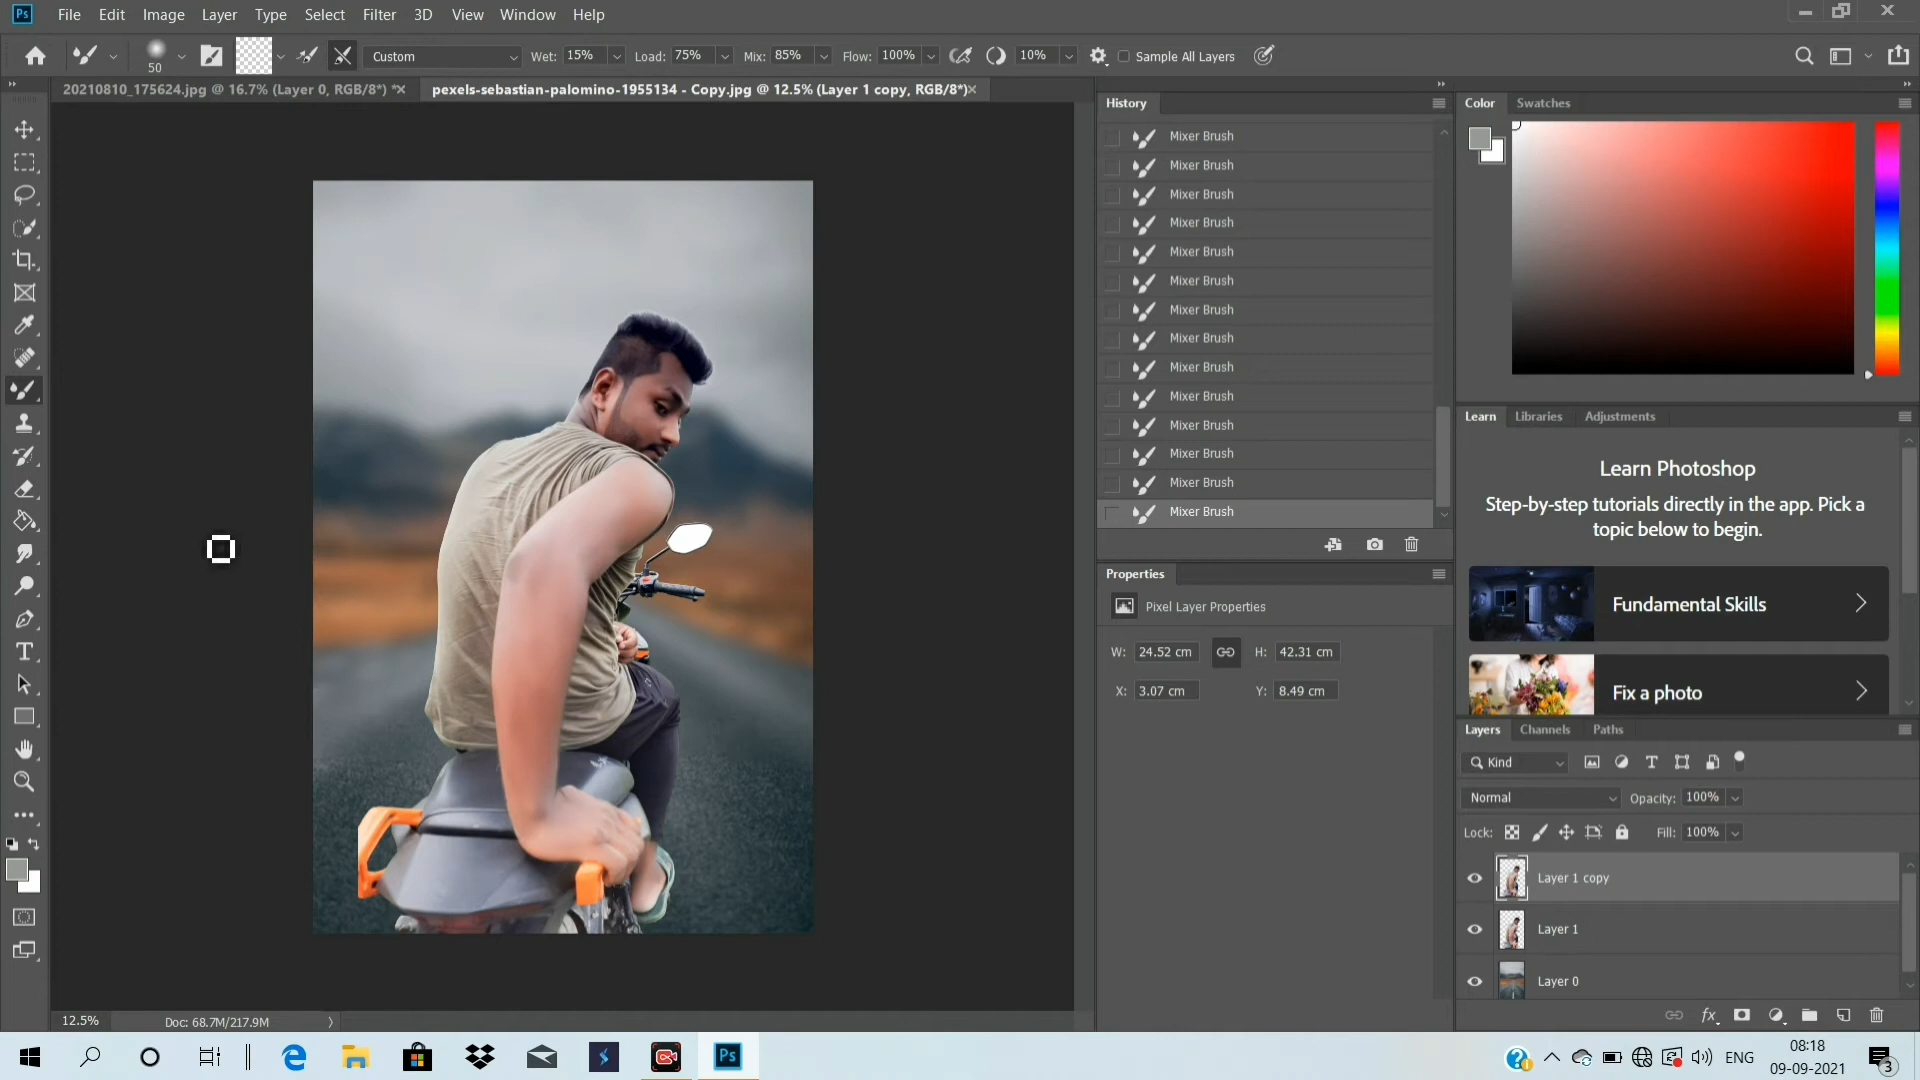 Ps File Edit Image Layer Type Select Filter 3D View Window Help
50 Custom Wet: 15% Load: 75% Mix: 85% Flow: 100% 10% Sample All Layers
20210810_175624.jpg @ 16.7% (Layer 0, RGB/8*) *
pexels-sebastian-palomino-1955134 - Copy.jpg @ 12.5% (Layer 1 copy, RGB/8*)
History
Mixer Brush
Mixer Brush
Mixer Brush
Mixer Brush
Mixer Brush
Mixer Brush
Mixer Brush
Mixer Brush
Mixer Brush
Mixer Brush
Mixer Brush
Mixer Brush
Mixer Brush
Mixer Brush
Properties
Pixel Layer Properties
W: 24.52 cm H: 42.31 cm
X: 3.07 cm Y: 8.49 cm
Color Swatches
Learn Libraries Adjustments
Learn Photoshop
Step-by-step tutorials directly in the app. Pick a
topic below to begin.
Fundamental Skills
Fix a photo
Layers Channels Paths
Kind
Normal Opacity: 100%
Lock: Fill: 100%
Layer 1 copy
Layer 1
Layer 0
fx
12.5% Doc: 68.7M/217.9M
Ps
ENG
08:18
09-09-2021
3